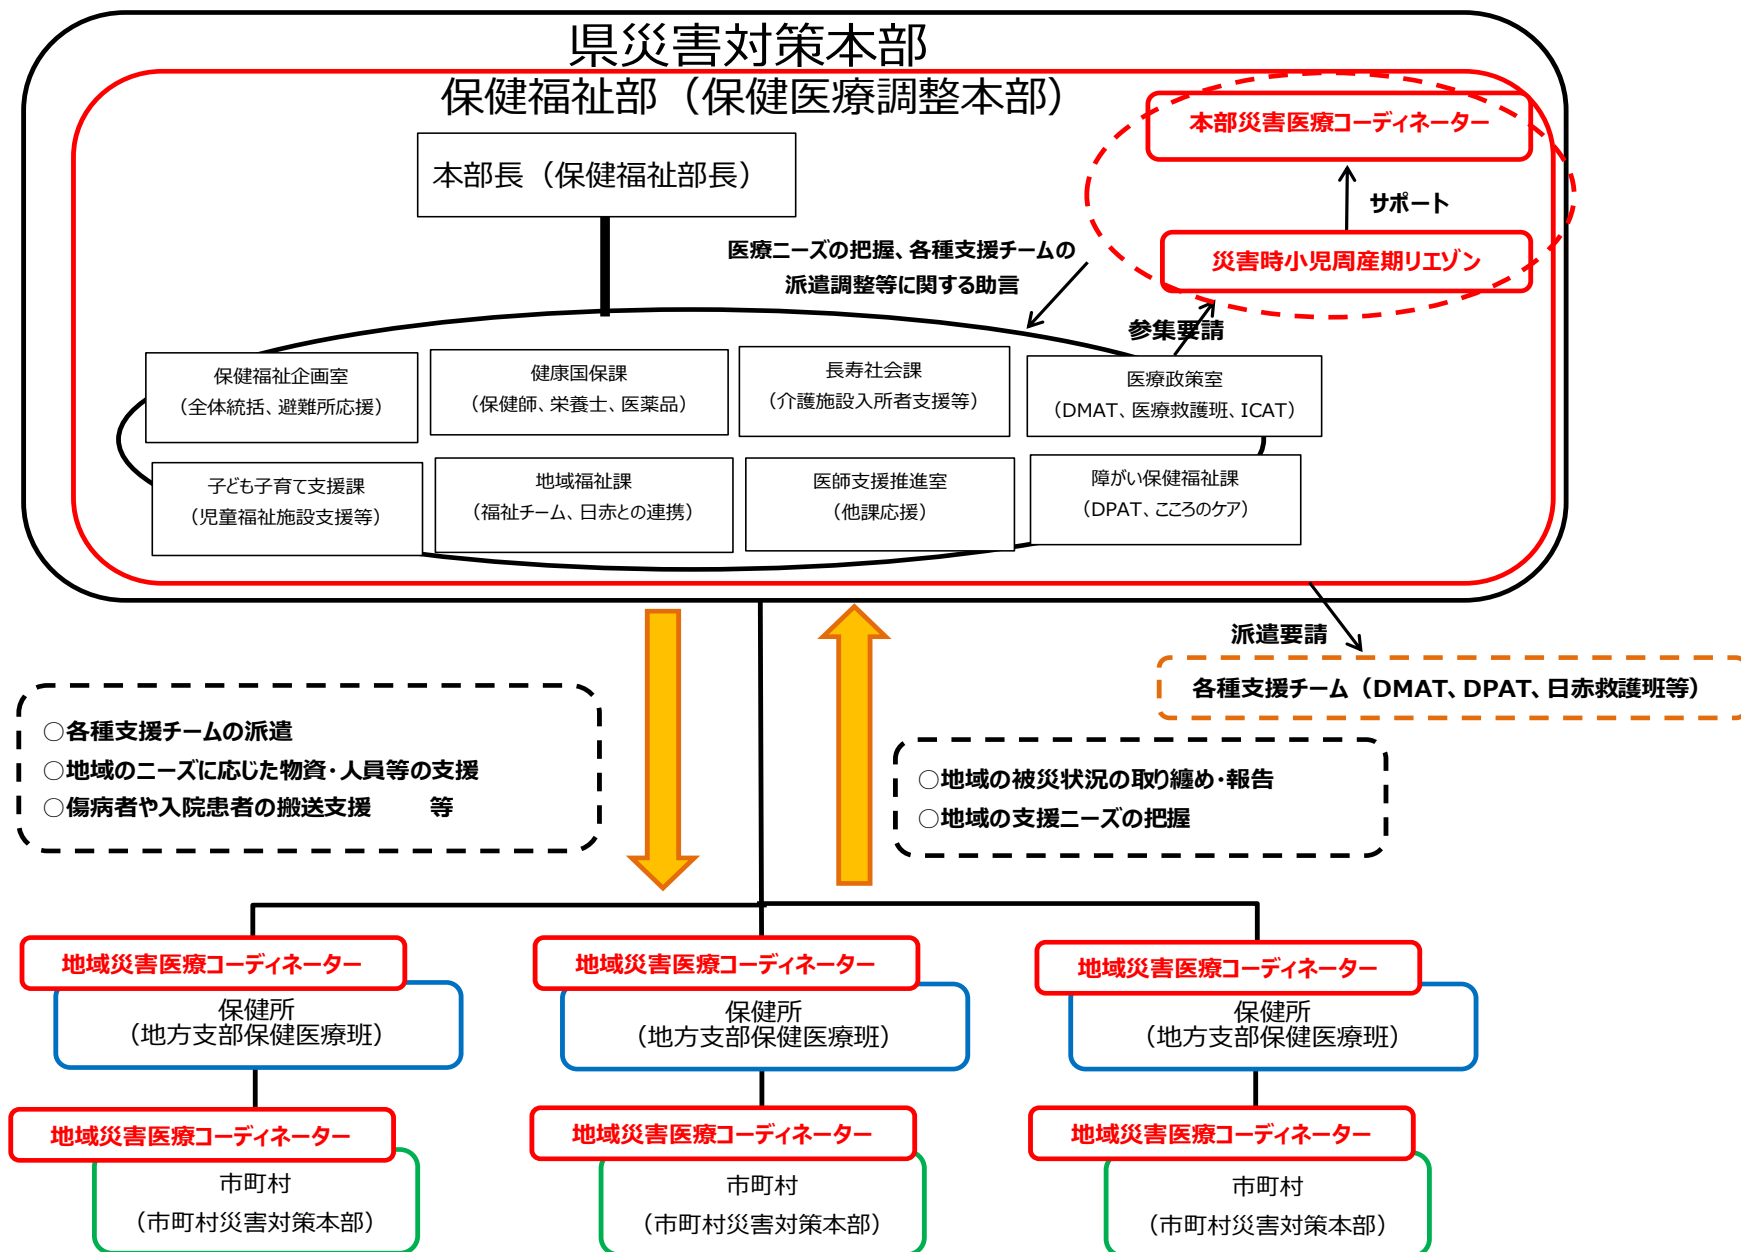 県災害対策本部
保健福祉部（保健医療調整本部）
本部災害医療コーディネーター
本部長（保健福祉部長）
サポート
医療ニーズの把握、各種支援チームの
派遣調整等に関する助言
災害時小児周産期リエゾン
参集要請
保健福祉企画室
（全体統括、避難所応援）
健康国保課
（保健師、栄養士、医薬品）
長寿社会課
（介護施設入所者支援等）
医療政策室
（DMAT、医療救護班、ICAT）
子ども子育て支援課
（児童福祉施設支援等）
地域福祉課
（福祉チーム、日赤との連携）
医師支援推進室
（他課応援）
障がい保健福祉課
（DPAT、こころのケア）
派遣要請
各種支援チーム（DMAT、DPAT、日赤救護班等）
○各種支援チームの派遣
○地域のニーズに応じた物資・人員等の支援
○傷病者や入院患者の搬送支援　　等
○地域の被災状況の取り纏め・報告
○地域の支援ニーズの把握
地域災害医療コーディネーター
保健所
（地方支部保健医療班）
地域災害医療コーディネーター
保健所
（地方支部保健医療班）
地域災害医療コーディネーター
保健所
（地方支部保健医療班）
地域災害医療コーディネーター
市町村
（市町村災害対策本部）
地域災害医療コーディネーター
市町村
（市町村災害対策本部）
地域災害医療コーディネーター
市町村
（市町村災害対策本部）